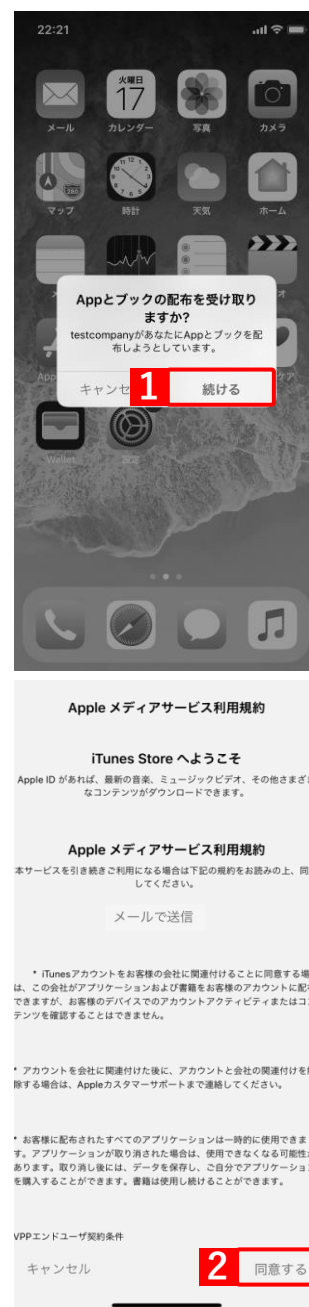 22:21
火曜日
17
メール
カレンダー
写真
カメラ
280
マップ
時計
天気
ホーム
Appとブックの配布を受け取り
ますか?
testcompanyがあなたにAppとブックを配
布しようとしています。
キャンセ
1
続ける
App
ケア
Wallet
設定
Apple メディアサービス利用規約
iTunes Store へようこそ
Apple ID があれば、最新の音楽、ミュージックビデオ、その他さまざ
なコンテンツがダウンロードできます。
Apple メディアサービス利用規約
本サービスを引き続きご利用になる場合は下記の規約をお読みの上、同
してください。
メールで送信
* iTunesアカウントをお客様の会社に関連付けることに同意する場
は、この会社がアプリケーションおよび書籍をお客様のアカウントに配
できますが、お客様のデバイスでのアカウントアクティビティまたはコ
テンツを確認することはできません。
* アカウントを会社に関連付けた後に、アカウントと会社の関連付けを
除する場合は、Appleカスタマーサポートまで連絡してください。
* お客様に配布されたすべてのアプリケーションは一時的に使用できま
す。アプリケーションが取り消された場合は、使用できなくなる可能性
あります。取り消し後には、データを保存し、ご自分でアプリケーショ
を購入することができます。書籍は使用し続けることができます。
VPPエンドユーザ契約条件
キャンセル
2
同意する